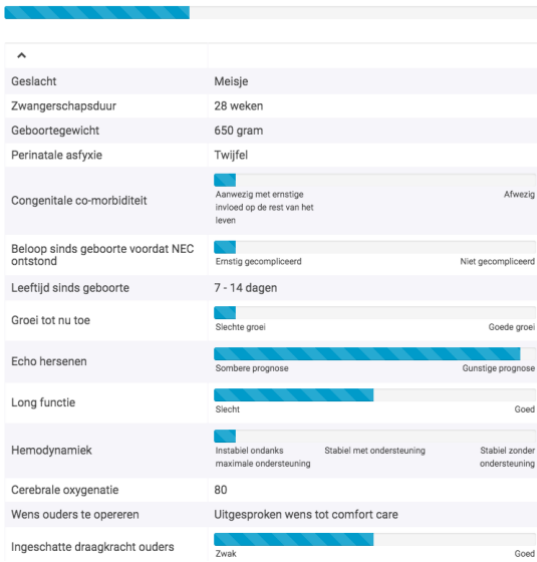 Geslacht Meisje
Zwangerschapsduur 28 weken
Geboortegewicht 650 gram
Perinatale asfyxie Twijfel
Congenitale co-morbiditeit
Aanwezig met ernstige Afwezig
invloed op de rest van het
leven
Beloop sinds geboorte voordat NEC
ontstond
Ernstig gecompliceerd Niet gecompliceerd
Leeftijd sinds geboorte 7 - 14 dagen
Groei tot nu toe
Slechte groei Goede groei
Echo hersenen
Sombere prognose Gunstige prognose
Long functie
Slecht Goed
Hemodynamiek
Instabiel ondanks Stabiel met ondersteuning Stabiel zonder
maximale ondersteuning ondersteuning
Cerebrale oxygenatie 80
Wens ouders te opereren Uitgesproken wens tot comfort care
Ingeschatte draagkracht ouders
Zwak Goed